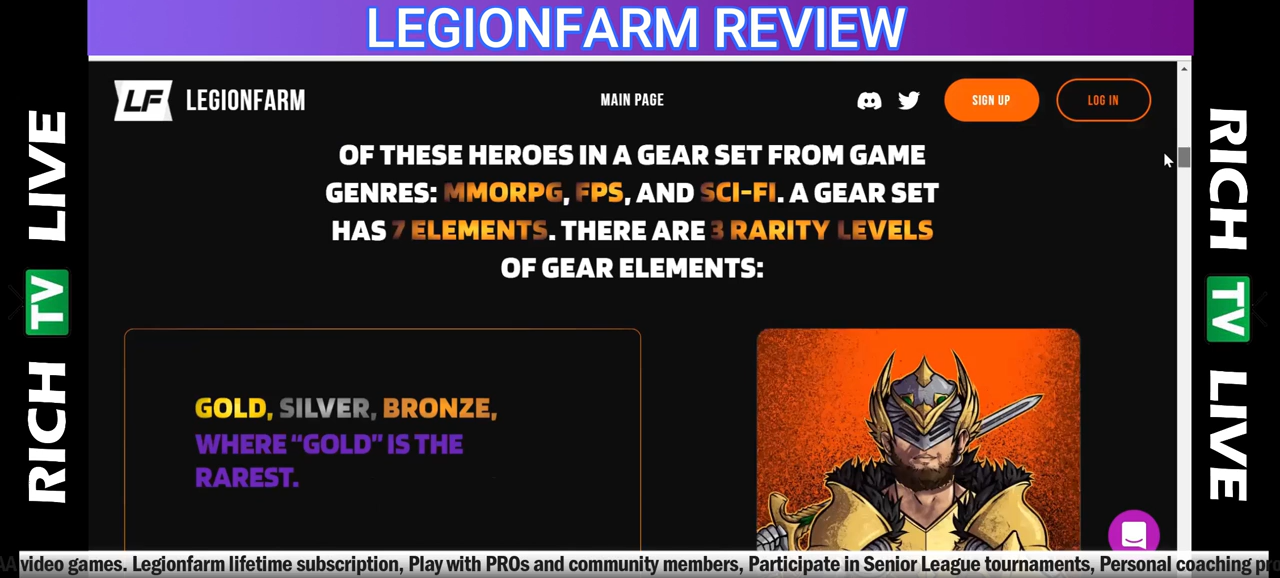 LEGIONFARM REVIEW
LF LEGIONFARM
MAIN PAGE
SIGN UP
LOG IN
OF THESE HEROES IN A GEAR SET FROM GAME
GENRES: MMORPG, FPS, AND SCI-FI. A GEAR SET
HAS 7 ELEMENTS. THERE ARE 3 RARITY LEVELS
OF GEAR ELEMENTS:
GOLD, SILVER, BRONZE,
WHERE “GOLD” IS THE
RAREST.
RICH TV LIVE
RICH TV LIVE
video games. Legionfarm lifetime subscription, Play with PROs and community members, Participate in Senior League tournaments, Personal coaching